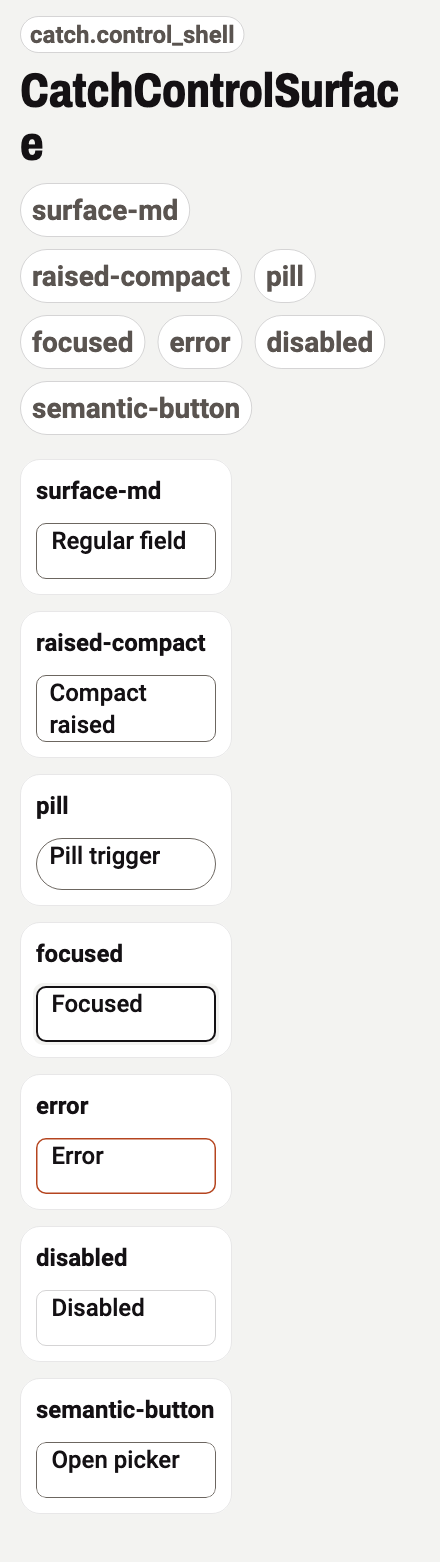 catch.control_shell
CatchControlSurfac
e
surface-md
raised-compact pill
focused error disabled
semantic-button
surface-md
Regular field
raised-compact
Compact
raised
pill
Pill trigger
focused
Focused
error
Error
disabled
Disabled
semantic-button
Open picker